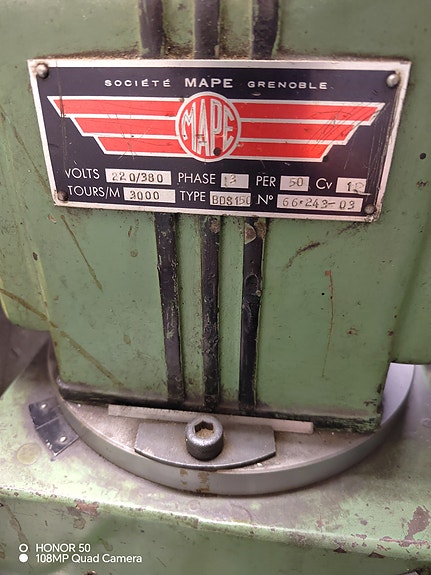 SOCIÉTÉ MAPE GRENOBLE
MAPE
VOLTS 220/380 PHASE 3 PER 50 Cv
TOURS/M 3000 TYPE BDS150 N° 66.243-03
HONOR 50
108MP Quad Camera